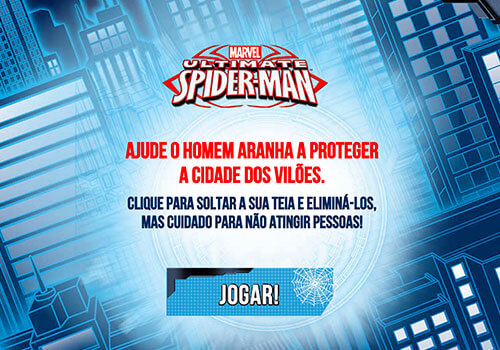 MARVEL
ULTIMATE
SPIDER-MAN
AJUDE O HOMEM ARANHA A PROTEGER
A CIDADE DOS VILÕES.
CLIQUE PARA SOLTAR A SUA TEIA E ELIMINÁ-LOS,
MAS CUIDADO PARA NÃO ATINGIR PESSOAS!
JOGAR!